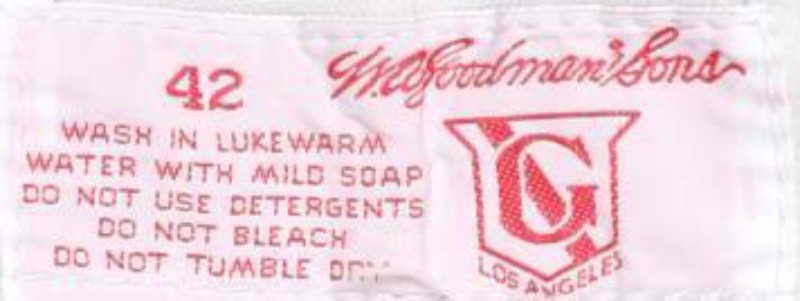 42
WASH IN LUKEWARM
WATER WITH MILD SOAP
DO NOT USE DETERGENTS
DO NOT BLEACH
DO NOT TUMBLE DRY
W.A. Goodman & Sons
G
LOS ANGELES